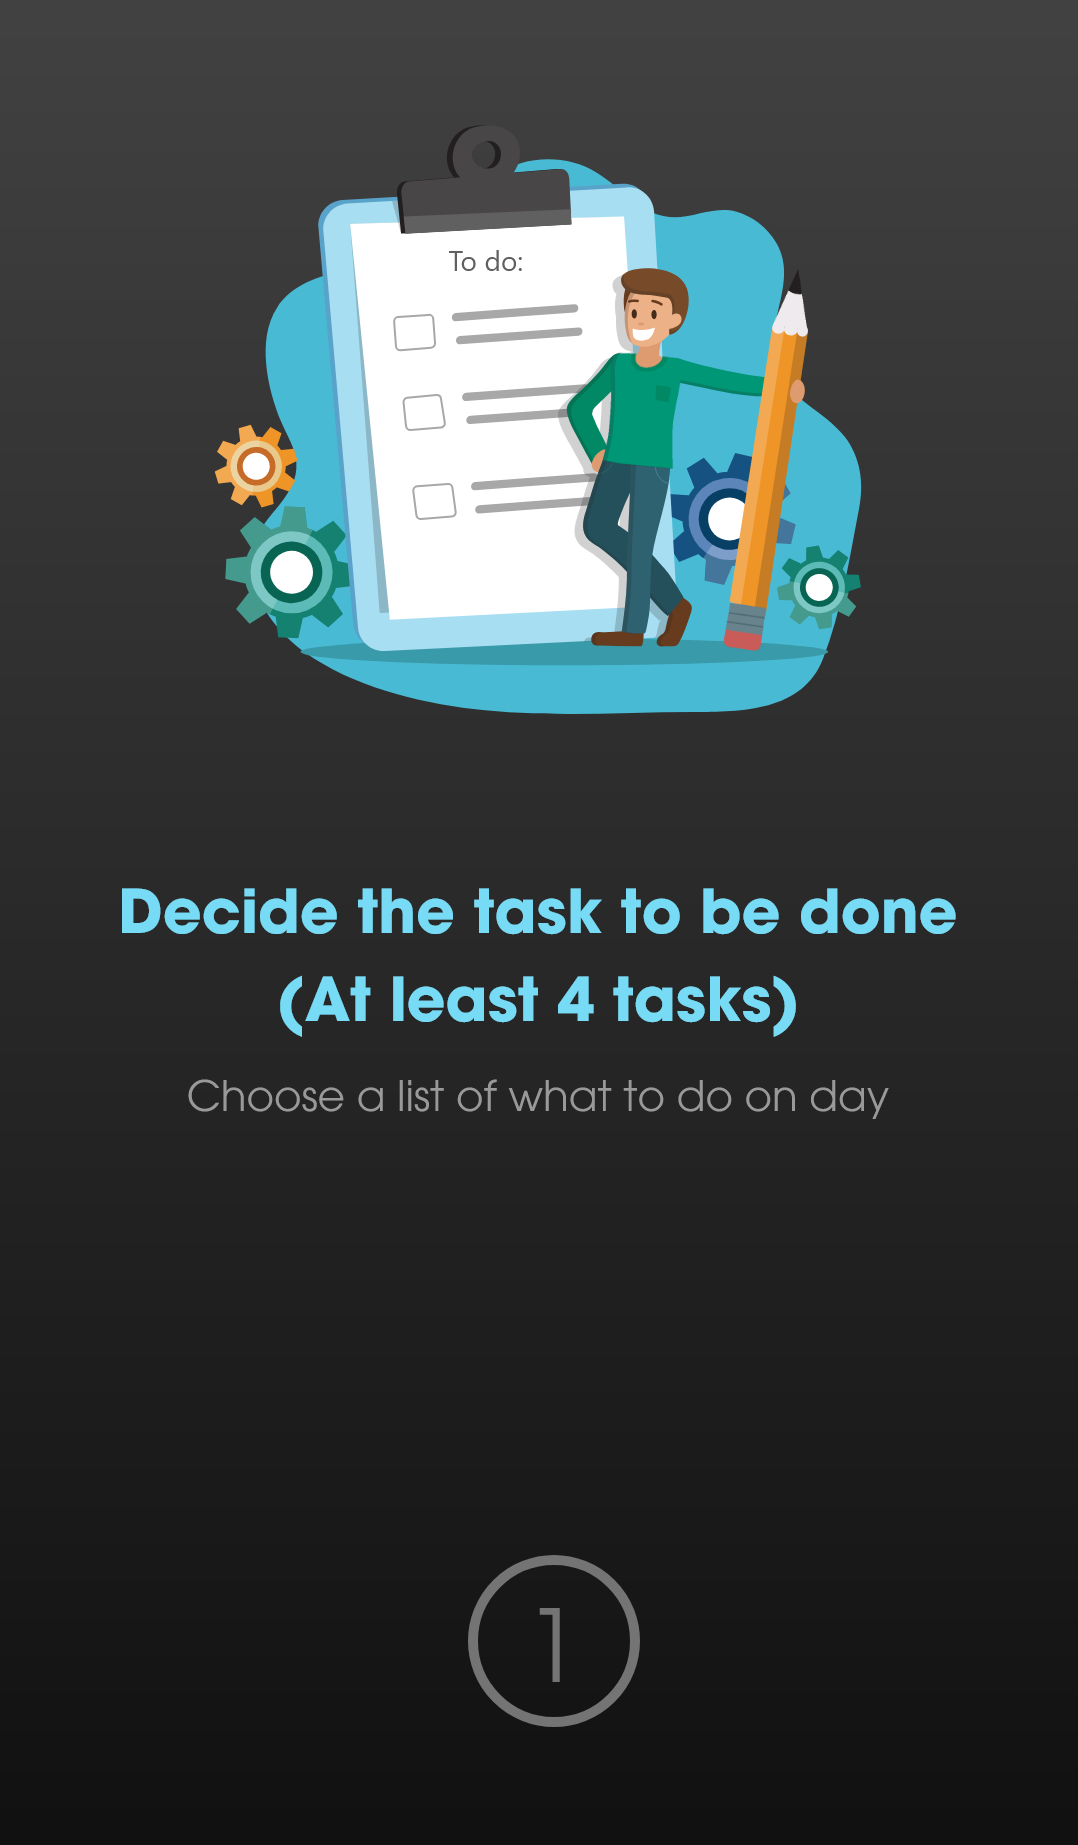 To do:
Decide the task to be done
(At least 4 tasks)
Choose a list of what to do on day
1